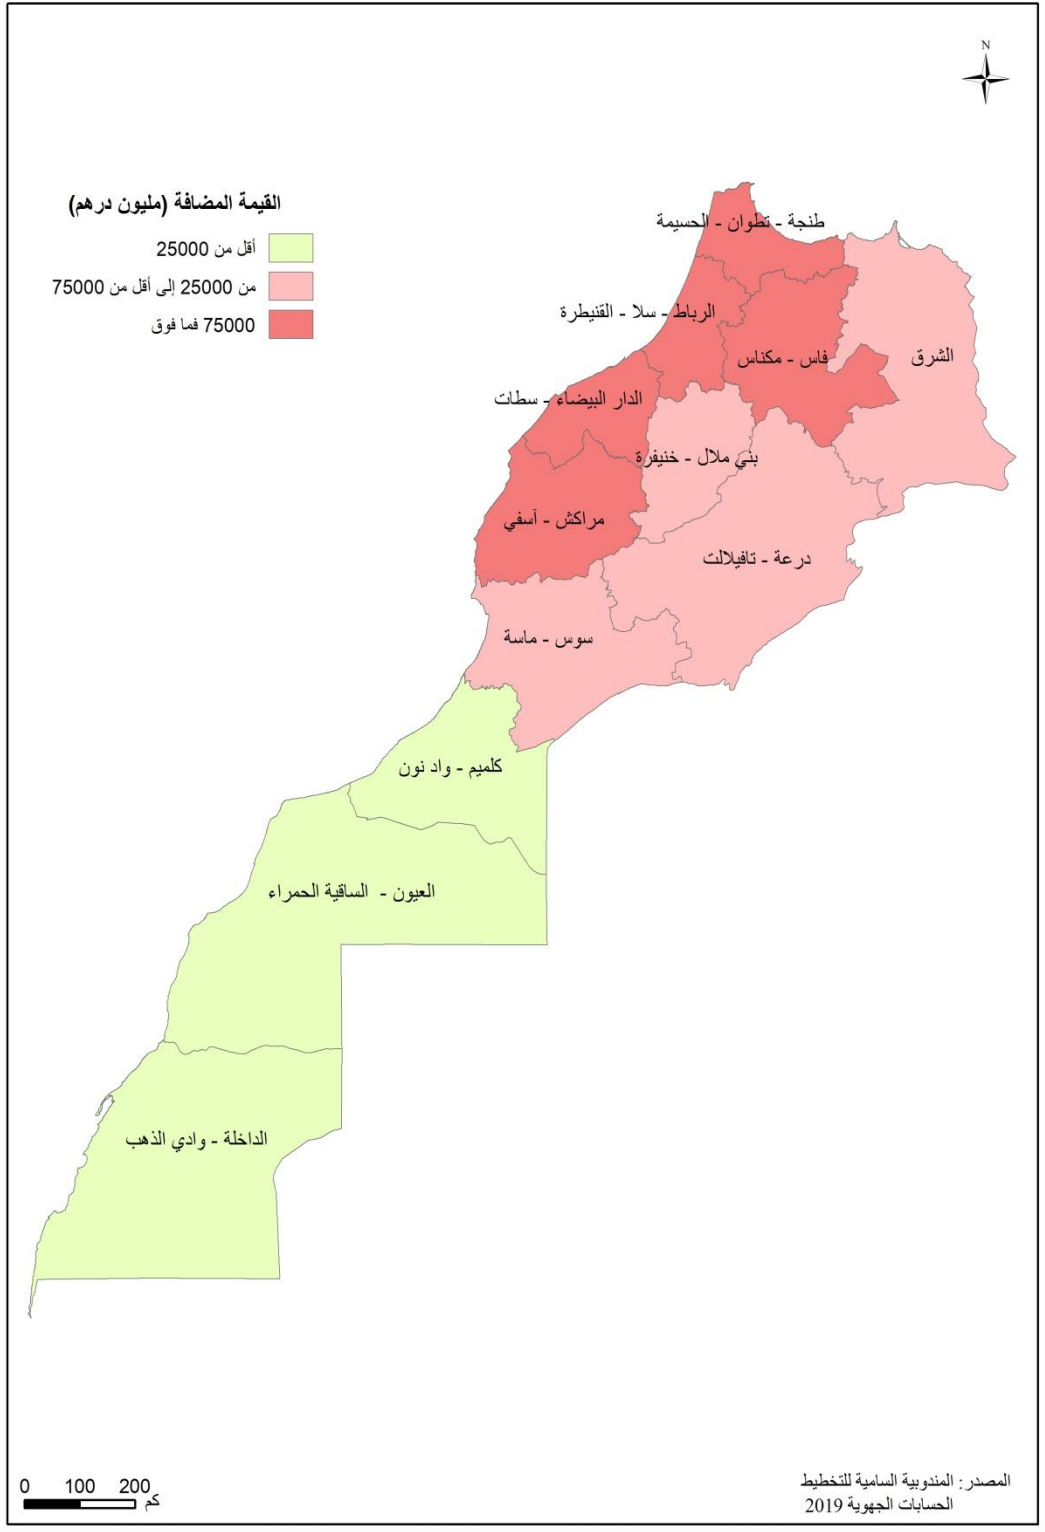 N
القيمة المضافة (مليون درهم)
أقل من 25000
من 25000 إلى أقل من 75000
75000 فما فوق
طنجة - تطوان - الحسيمة
الرباط - سلا - القنيطرة
فاس - مكناس
الشرق
الدار البيضاء - سطات
بني ملال - خنيفرة
مراكش - آسفي
درعة - تافيلالت
سوس - ماسة
كلميم - واد نون
العيون - الساقية الحمراء
الداخلة - وادي الذهب
0 100 200
كم
المصدر: المندوبية السامية للتخطيط
الحسابات الجهوية 2019